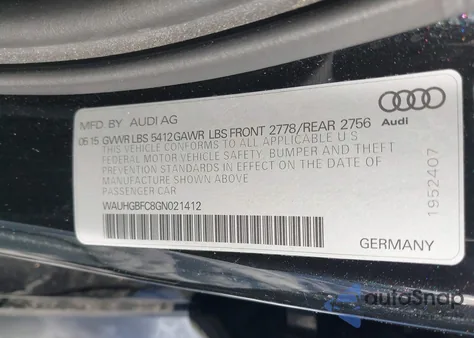 MFD. BY AUDI AG
05 15 GVWR LBS 5412 GAWR LBS FRONT 2778/REAR 2756
THIS VEHICLE CONFORMS TO ALL APPLICABLE U S
FEDERAL MOTOR VEHICLE SAFETY, BUMPER AND THEFT
PREVENTION STANDARDS IN EFFECT ON THE DATE OF
MANUFACTURE SHOWN ABOVE
PASSENGER CAR
WAUHGBFC8GN021412
Audi
1952407
GERMANY
autoSnap